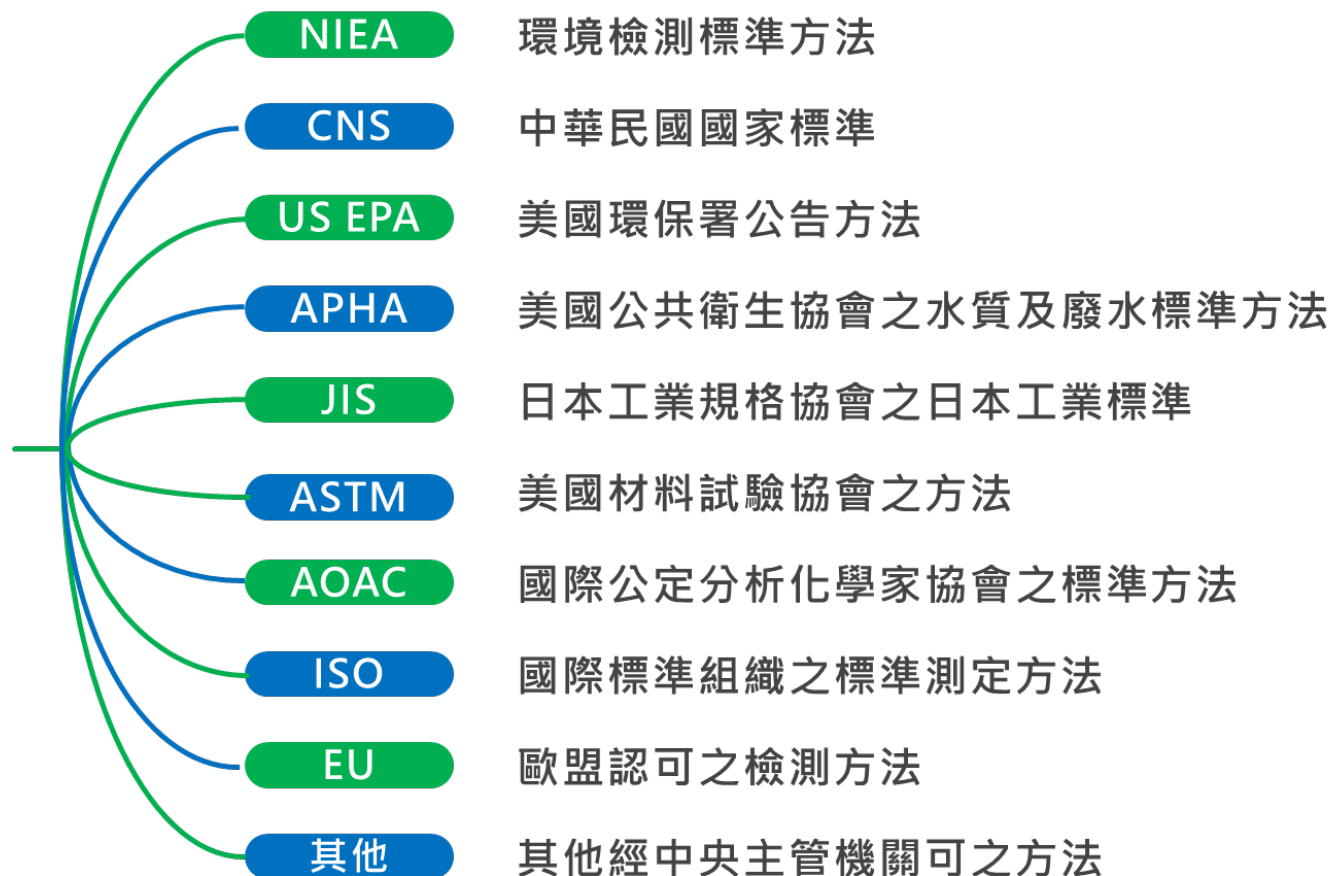 NIEA 環境檢測標準方法
CNS 中華民國國家標準
US EPA 美國環保署公告方法
APHA 美國公共衛生協會之水質及廢水標準方法
JIS 日本工業規格協會之日本工業標準
ASTM 美國材料試驗協會之方法
AOAC 國際公定分析化學家協會之標準方法
ISO 國際標準組織之標準測定方法
EU 歐盟認可之檢測方法
其他 其他經中央主管機關可之方法